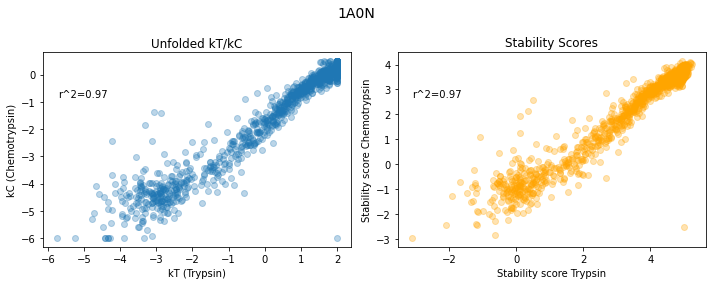 1A0N
Unfolded kT/kC
r^2=0.97
kC (Chemotrypsin)
0
−1
−2
−3
−4
−5
−6
−6 −5 −4 −3 −2 −1 0 1 2
kT (Trypsin)
Stability Scores
r^2=0.97
Stability score Chemotrypsin
4
3
2
1
0
−1
−2
−3
−2 0 2 4
Stability score Trypsin